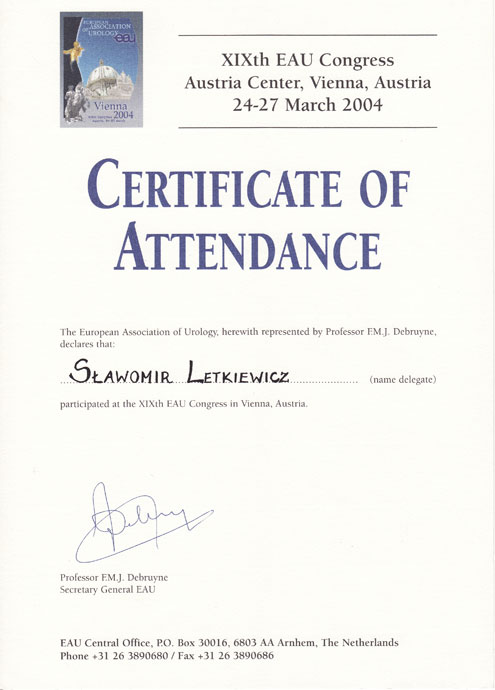 EUROPEAN
ASSOCIATION
UROLOGY
eau
Vienna
2004
XIXth EAU Congress
Austria Center, Vienna, Austria
24-27 March 2004
CERTIFICATE OF
ATTENDANCE
The European Association of Urology, herewith represented by Professor F.M.J. Debruyne,
declares that:
SŁAWOMIR LETKIEWICZ (name delegate)
participated at the XIXth EAU Congress in Vienna, Austria.
Professor F.M.J. Debruyne
Secretary General EAU
EAU Central Office, P.O. Box 30016, 6803 AA Arnhem, The Netherlands
Phone +31 26 3890680 / Fax +31 26 3890686